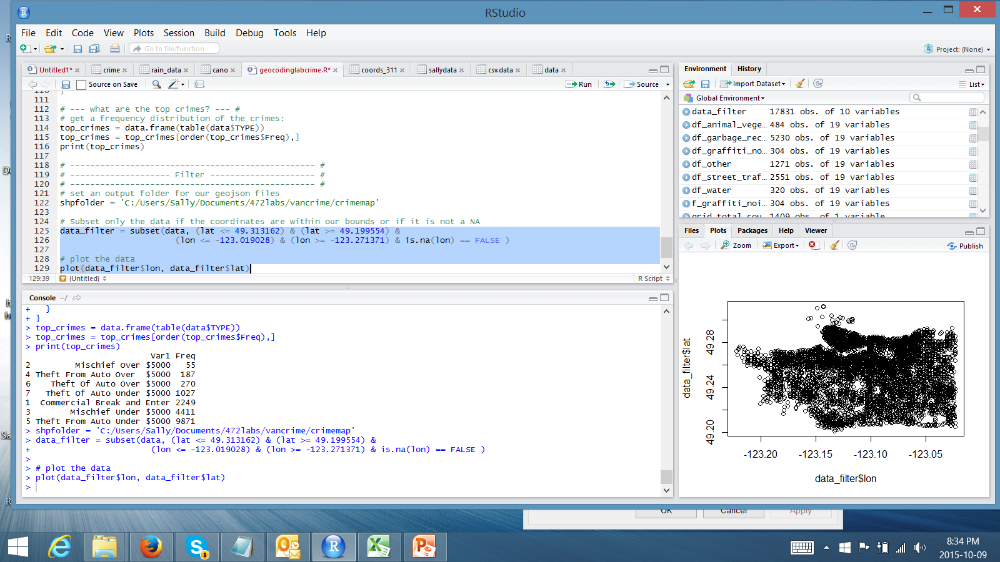 RStudio
File Edit Code View Plots Session Build Debug Tools Help
Go to file/function
Project: (None)
Untitled1* crime rain_data cano geocodinglabcrime.R* coords_311 sallydata csv.data data
Source on Save Run Source
110 }
111
112 # --- what are the top crimes? --- #
113 # get a frequency distribution of the crimes:
114 top_crimes = data.frame(table(data$TYPE))
115 top_crimes = top_crimes[order(top_crimes$Freq),]
116 print(top_crimes)
117
118 # ------------------------------------------------- #
119 # -------------------- Filter --------------------- #
120 # ------------------------------------------------- #
121 # set an output folder for our geojson files
122 shpfolder = 'C:/Users/Sally/Documents/472labs/vancrime/crimemap'
123
124 # Subset only the data if the coordinates are within our bounds or if it is not a NA
125 data_filter = subset(data, (lat <= 49.313162) & (lat >= 49.199554) &
126 (lon <= -123.019028) & (lon >= -123.271371) & is.na(lon) == FALSE )
127
128 # plot the data
129 plot(data_filter$lon, data_filter$lat)
129:39 # (Untitled) R Script
Console ~/
+ }
+ }
> top_crimes = data.frame(table(data$TYPE))
> top_crimes = top_crimes[order(top_crimes$Freq),]
> print(top_crimes)
Var1 Freq
2 Mischief Over $5000 55
4 Theft From Auto Over $5000 187
6 Theft Of Auto Over $5000 270
7 Theft Of Auto Under $5000 1027
1 Commercial Break and Enter 2249
3 Mischief Under $5000 4411
5 Theft From Auto Under $5000 9871
> shpfolder = 'C:/Users/Sally/Documents/472labs/vancrime/crimemap'
> data_filter = subset(data, (lat <= 49.313162) & (lat >= 49.199554) &
+ (lon <= -123.019028) & (lon >= -123.271371) & is.na(lon) == FALSE )
>
> # plot the data
> plot(data_filter$lon, data_filter$lat)
>
Environment History
Import Dataset List
Global Environment
data_filter 17831 obs. of 10 variables
df_animal_vege… 484 obs. of 19 variables
df_garbage_rec… 5230 obs. of 19 variables
df_graffiti_no… 304 obs. of 19 variables
df_other 1271 obs. of 19 variables
df_street_traf… 2551 obs. of 19 variables
df_water 320 obs. of 19 variables
f_graffiti_noi… 304 obs. of 19 variables
grid_total_cou… 1409 obs. of 1 variables
Files Plots Packages Help Viewer
Zoom Export Publish
data_filter$lat
49.28
49.24
49.20
-123.20 -123.15 -123.10 -123.05
data_filter$lon
OK Cancel Apply
8:34 PM
2015-10-09